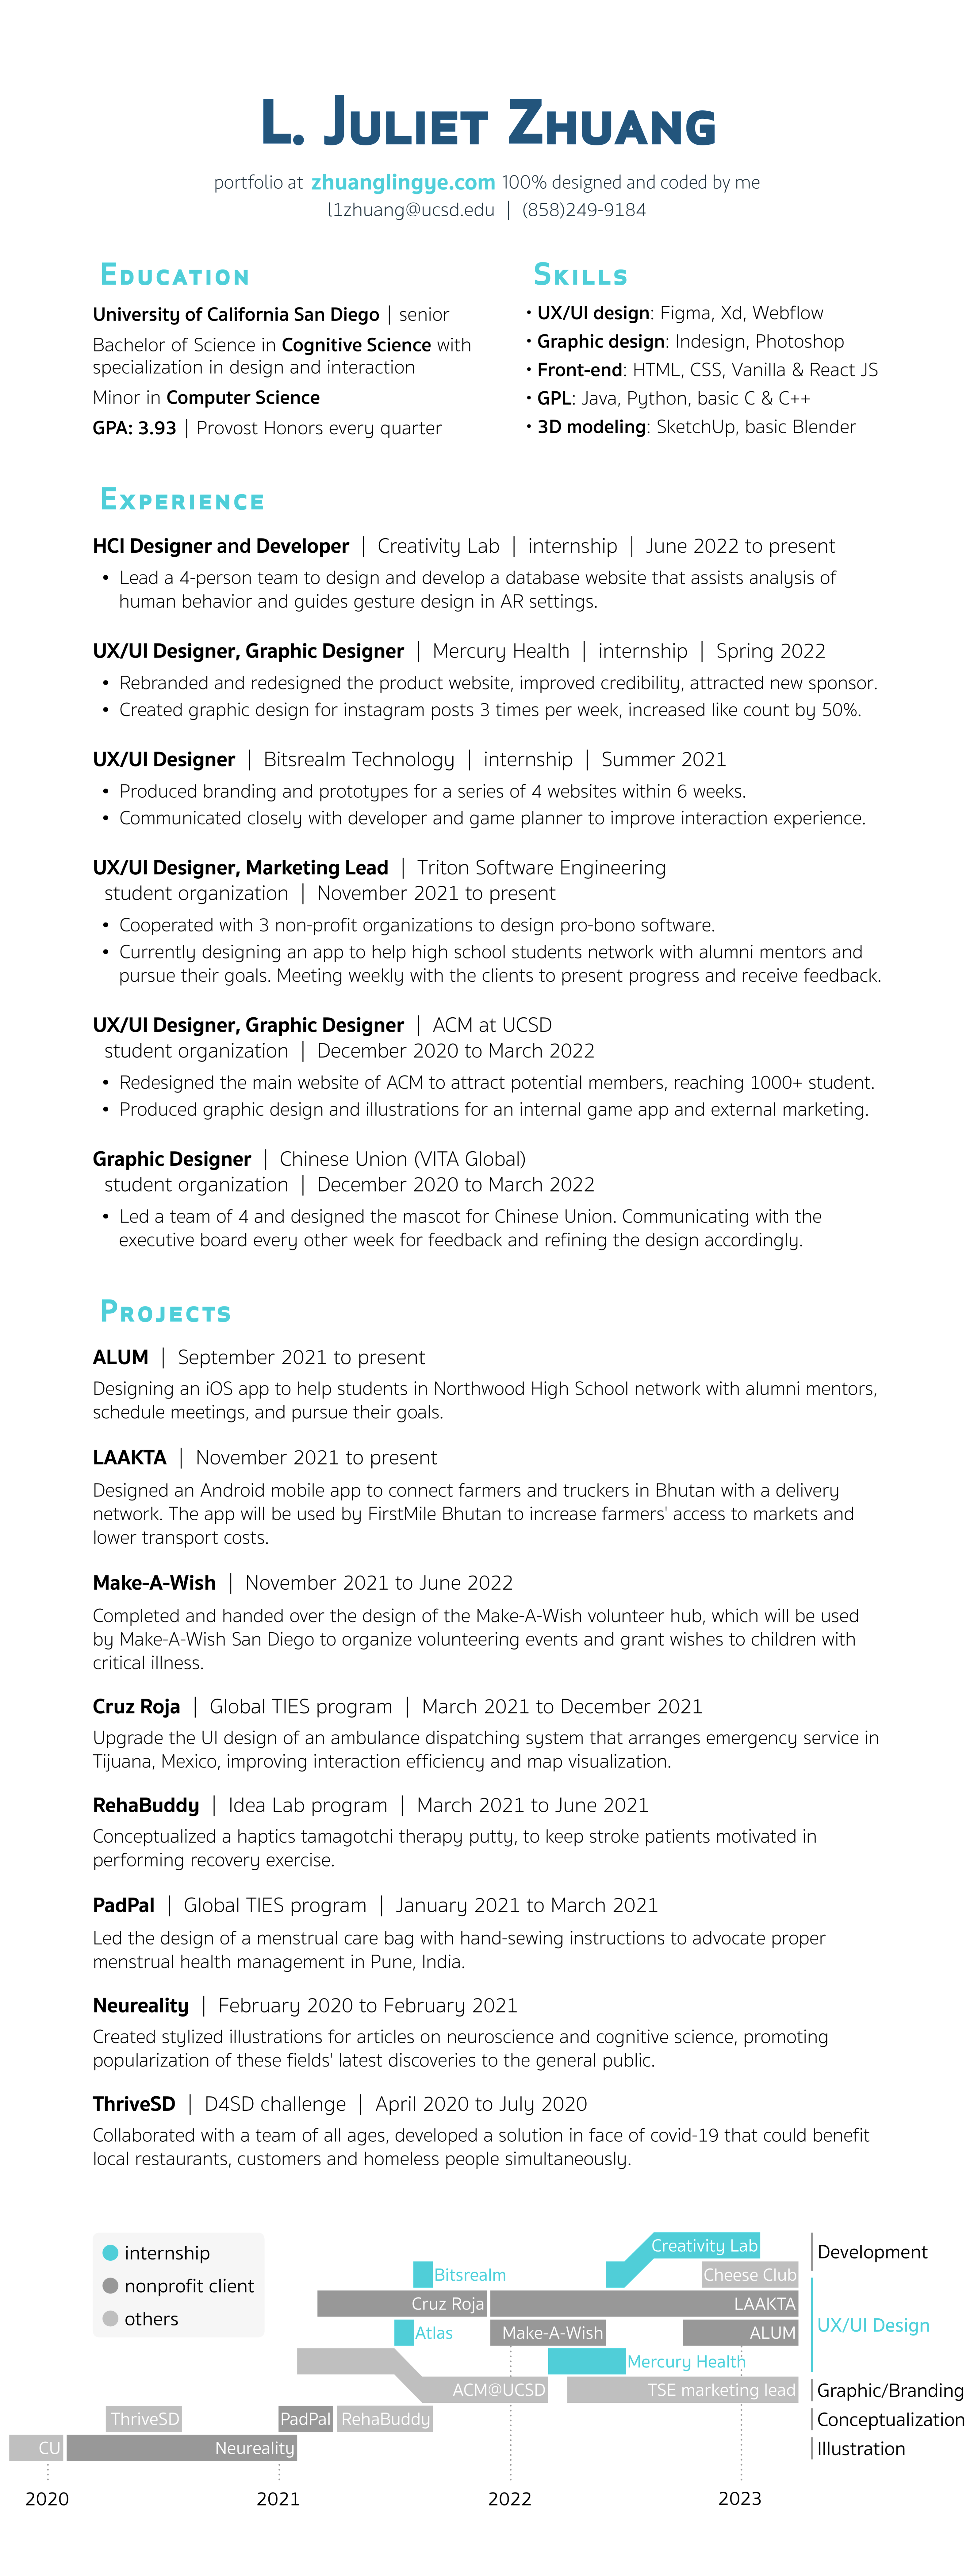 L. Juliet Zhuang
portfolio at zhuanglingye.com 100% designed and coded by me
l1zhuang@ucsd.edu | (858)249-9184
Education
University of California San Diego | senior
Bachelor of Science in Cognitive Science with
specialization in design and interaction
Minor in Computer Science
GPA: 3.93 | Provost Honors every quarter
Skills
• UX/UI design: Figma, Xd, Webflow
• Graphic design: Indesign, Photoshop
• Front-end: HTML, CSS, Vanilla & React JS
• GPL: Java, Python, basic C & C++
• 3D modeling: SketchUp, basic Blender
Experience
HCI Designer and Developer | Creativity Lab | internship | June 2022 to present
• Lead a 4-person team to design and develop a database website that assists analysis of
human behavior and guides gesture design in AR settings.
UX/UI Designer, Graphic Designer | Mercury Health | internship | Spring 2022
• Rebranded and redesigned the product website, improved credibility, attracted new sponsor.
• Created graphic design for instagram posts 3 times per week, increased like count by 50%.
UX/UI Designer | Bitsrealm Technology | internship | Summer 2021
• Produced branding and prototypes for a series of 4 websites within 6 weeks.
• Communicated closely with developer and game planner to improve interaction experience.
UX/UI Designer, Marketing Lead | Triton Software Engineering
student organization | November 2021 to present
• Cooperated with 3 non-profit organizations to design pro-bono software.
• Currently designing an app to help high school students network with alumni mentors and
pursue their goals. Meeting weekly with the clients to present progress and receive feedback.
UX/UI Designer, Graphic Designer | ACM at UCSD
student organization | December 2020 to March 2022
• Redesigned the main website of ACM to attract potential members, reaching 1000+ student.
• Produced graphic design and illustrations for an internal game app and external marketing.
Graphic Designer | Chinese Union (VITA Global)
student organization | December 2020 to March 2022
• Led a team of 4 and designed the mascot for Chinese Union. Communicating with the
executive board every other week for feedback and refining the design accordingly.
Projects
ALUM | September 2021 to present
Designing an iOS app to help students in Northwood High School network with alumni mentors,
schedule meetings, and pursue their goals.
LAAKTA | November 2021 to present
Designed an Android mobile app to connect farmers and truckers in Bhutan with a delivery
network. The app will be used by FirstMile Bhutan to increase farmers' access to markets and
lower transport costs.
Make-A-Wish | November 2021 to June 2022
Completed and handed over the design of the Make-A-Wish volunteer hub, which will be used
by Make-A-Wish San Diego to organize volunteering events and grant wishes to children with
critical illness.
Cruz Roja | Global TIES program | March 2021 to December 2021
Upgrade the UI design of an ambulance dispatching system that arranges emergency service in
Tijuana, Mexico, improving interaction efficiency and map visualization.
RehaBuddy | Idea Lab program | March 2021 to June 2021
Conceptualized a haptics tamagotchi therapy putty, to keep stroke patients motivated in
performing recovery exercise.
PadPal | Global TIES program | January 2021 to March 2021
Led the design of a menstrual care bag with hand-sewing instructions to advocate proper
menstrual health management in Pune, India.
Neureality | February 2020 to February 2021
Created stylized illustrations for articles on neuroscience and cognitive science, promoting
popularization of these fields' latest discoveries to the general public.
ThriveSD | D4SD challenge | April 2020 to July 2020
Collaborated with a team of all ages, developed a solution in face of covid-19 that could benefit
local restaurants, customers and homeless people simultaneously.
internship
nonprofit client
others
Creativity Lab
Development
Bitsrealm
Cheese Club
Cruz Roja
LAAKTA
UX/UI Design
Atlas
Make-A-Wish
ALUM
Mercury Health
ACM@UCSD
TSE marketing lead
Graphic/Branding
ThriveSD
PadPal
RehaBuddy
Conceptualization
CU
Neureality
Illustration
2020
2021
2022
2023